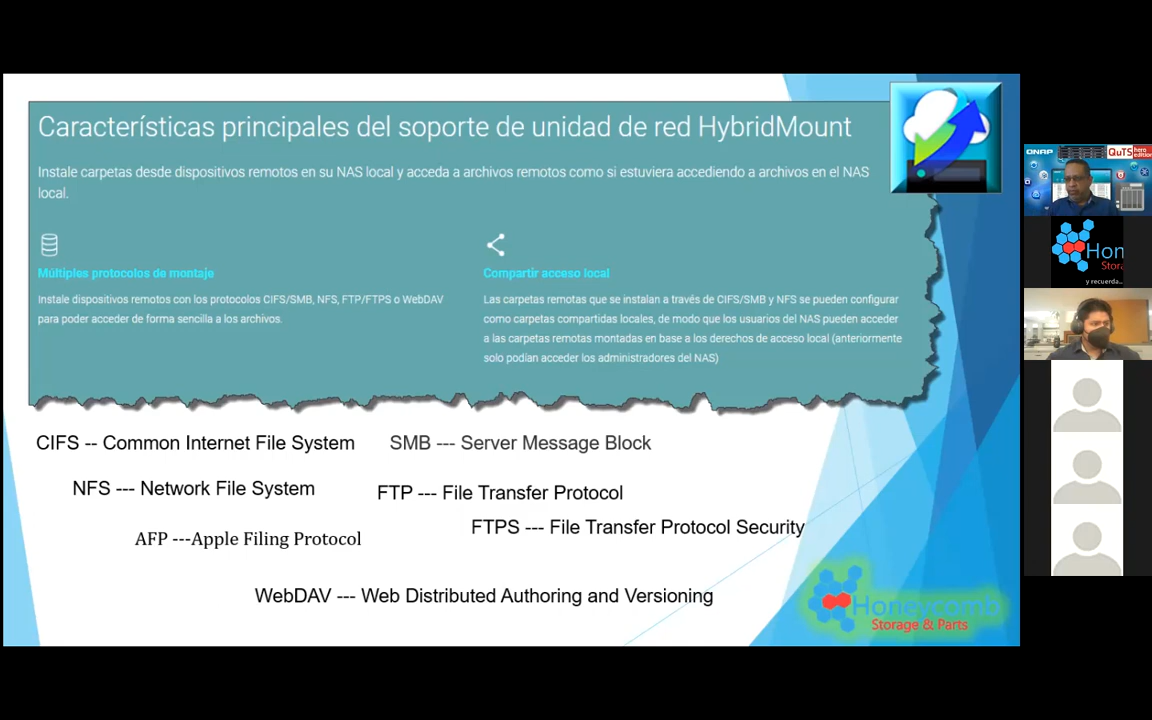 Características principales del soporte de unidad de red HybridMount
Instale carpetas desde dispositivos remotos en su NAS local y acceda a archivos remotos como si estuviera accediendo a archivos en el NAS
local.
Múltiples protocolos de montaje
Instale dispositivos remotos con los protocolos CIFS/SMB, NFS, FTP/FTPS o WebDAV
para poder acceder de forma sencilla a los archivos.
Compartir acceso local
Las carpetas remotas que se instalan a través de CIFS/SMB y NFS se pueden configurar
como carpetas compartidas locales, de modo que los usuarios del NAS pueden acceder
a las carpetas remotas montadas en base a los derechos de acceso local (anteriormente
solo podían acceder los administradores del NAS)
CIFS -- Common Internet File System
SMB --- Server Message Block
NFS --- Network File System
FTP --- File Transfer Protocol
FTPS --- File Transfer Protocol Security
AFP ---Apple Filing Protocol
WebDAV --- Web Distributed Authoring and Versioning
Honeycomb
Storage & Parts
QNAP
QuTS hero
edition
Hon
Stora
y recuerda...